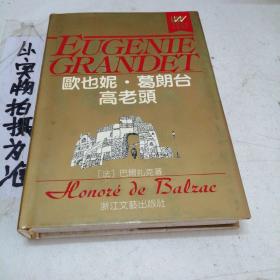 W
EUGENIE
GRANDET
歐也妮·葛朗台
高老頭
[法] 巴爾扎克著
Honoré de Balzac
浙江文藝出版社
以实物拍摄为准